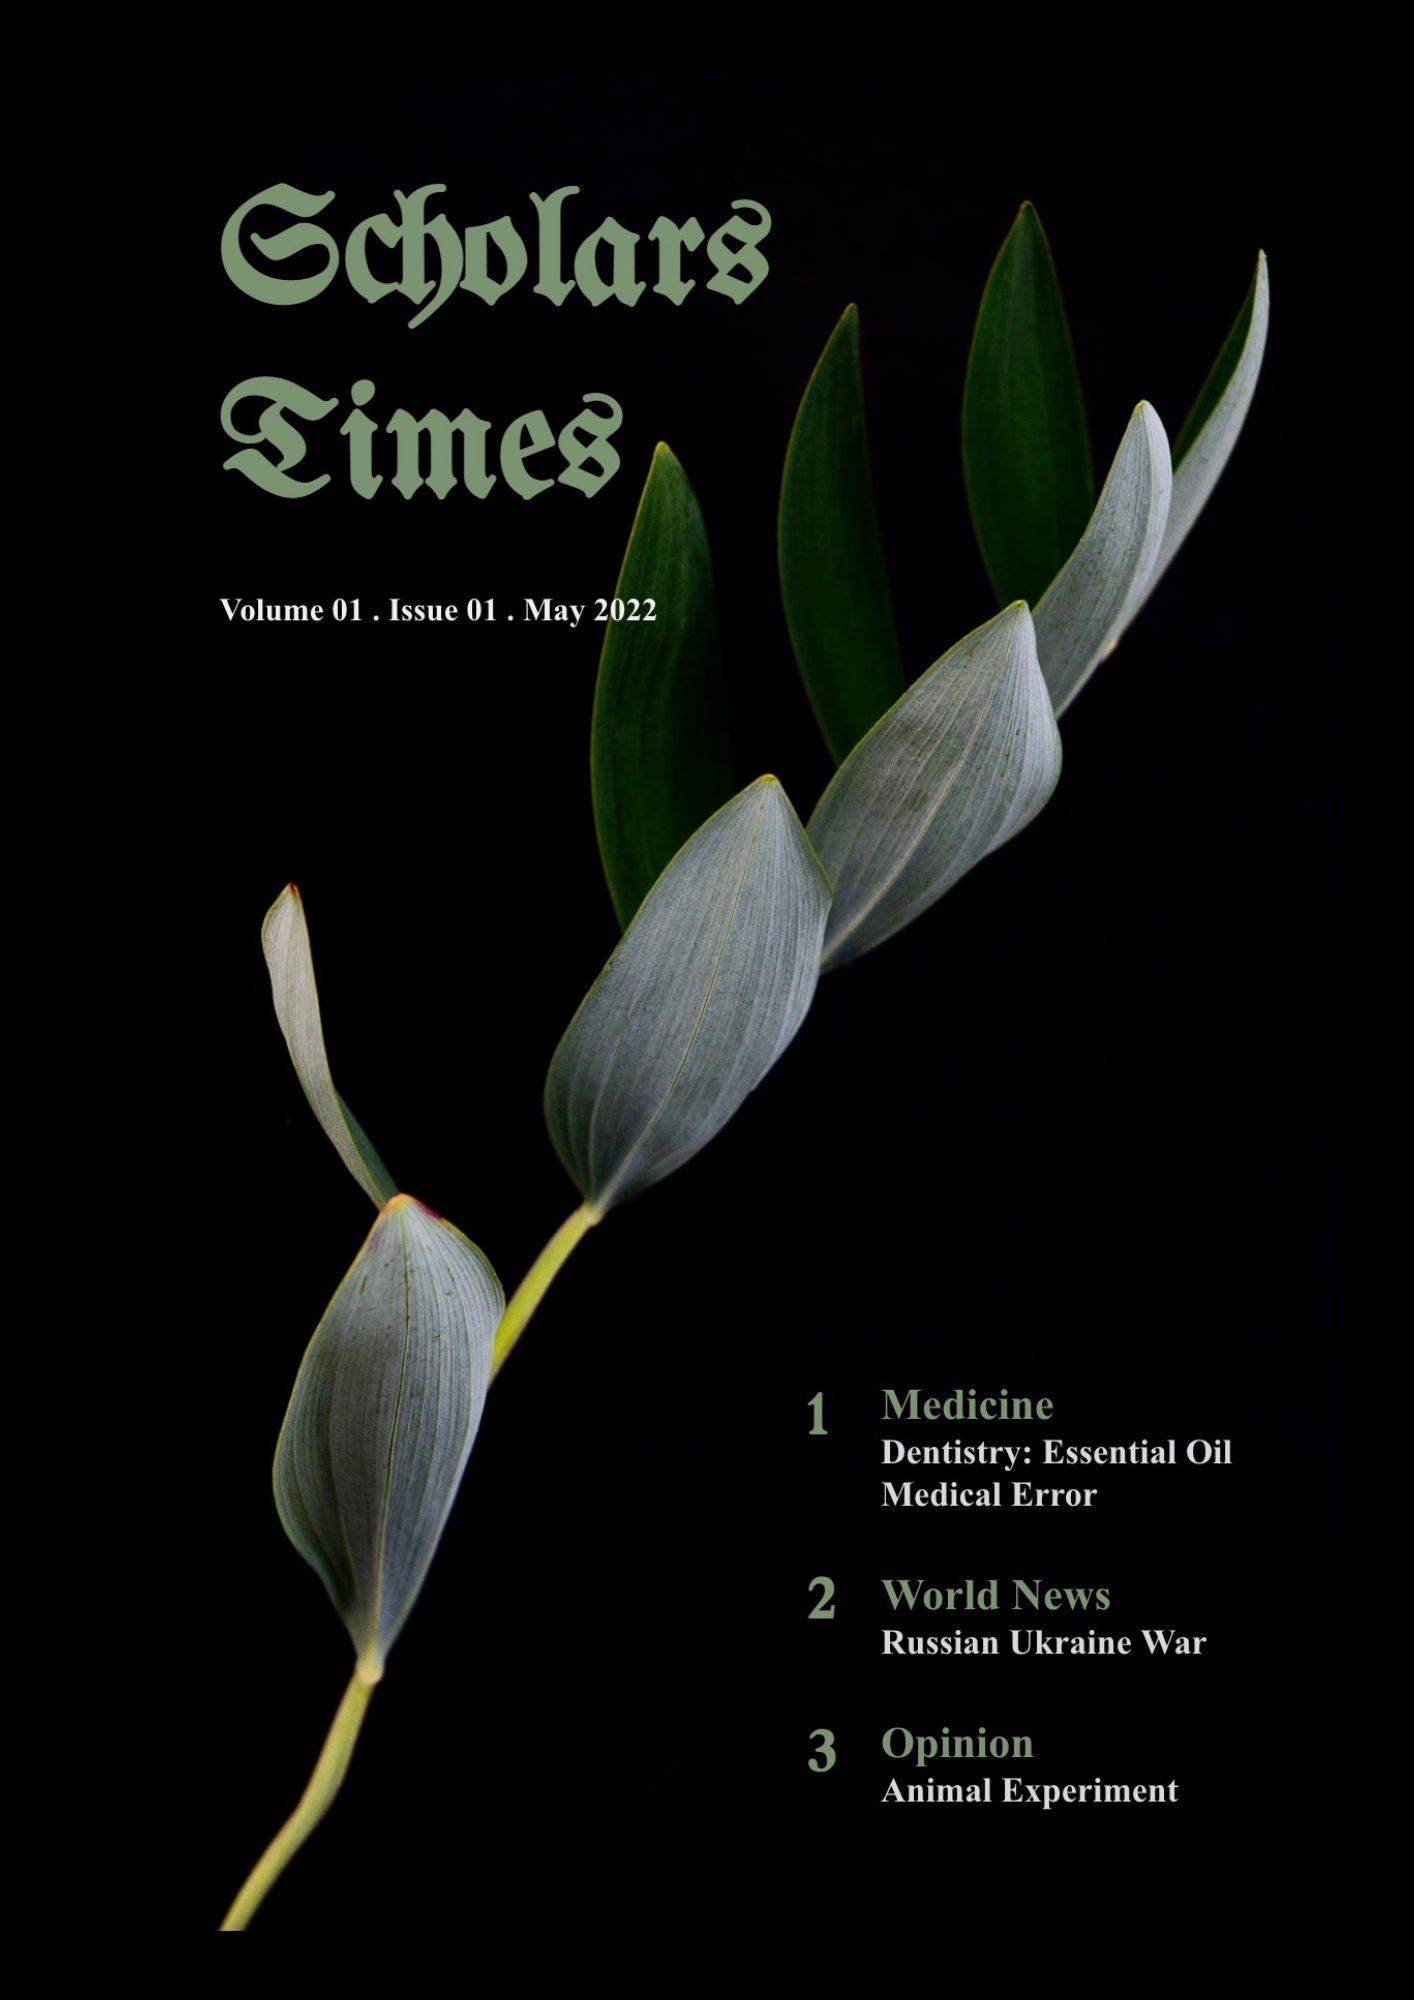 Scholars
Times
Volume 01 . Issue 01 . May 2022
1 Medicine
Dentistry: Essential Oil
Medical Error
2 World News
Russian Ukraine War
3 Opinion
Animal Experiment